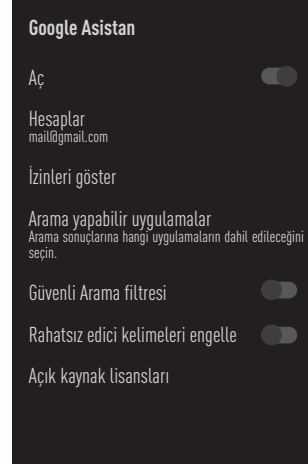 Google Asistan
Aç
Hesaplar
mail@gmail.com
İzinleri göster
Arama yapabilir uygulamalar
Arama sonuçlarına hangi uygulamaların dahil edileceğini
seçin.
Güvenli Arama filtresi
Rahatsız edici kelimeleri engelle
Açık kaynak lisansları